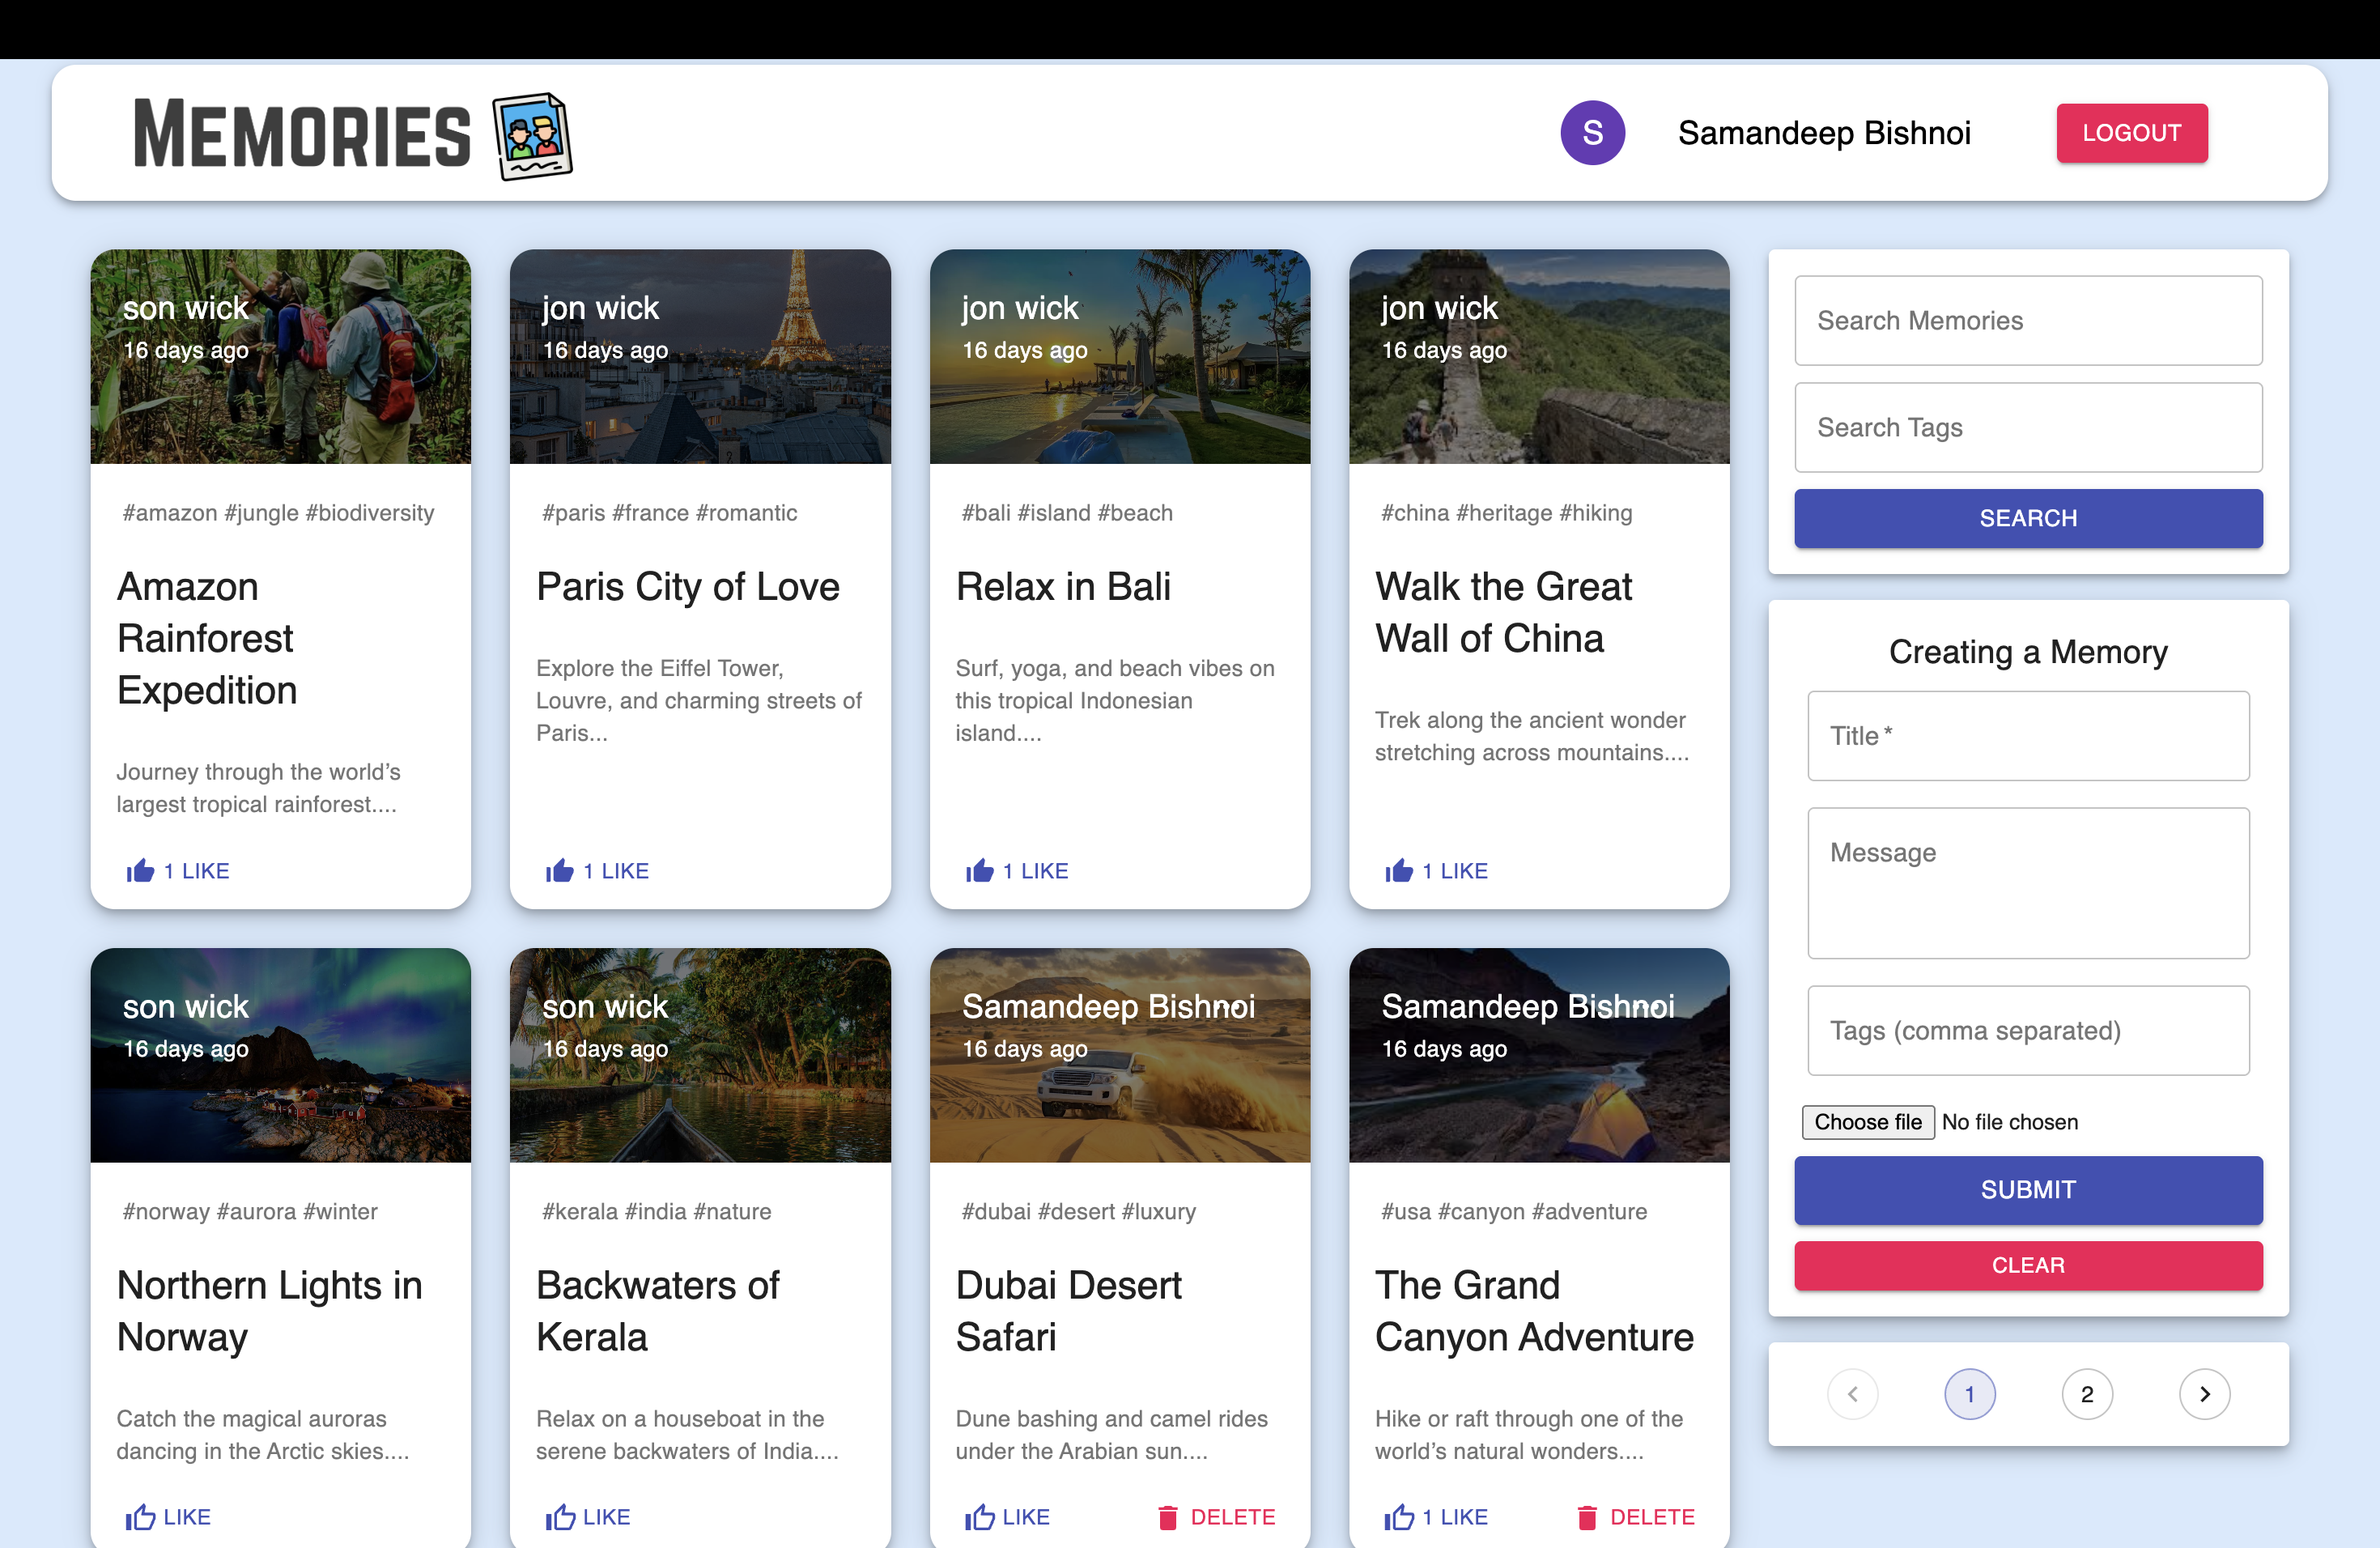 MEMORIES
S
Samandeep Bishnoi
LOGOUT
son wick
16 days ago
#amazon #jungle #biodiversity
Amazon
Rainforest
Expedition
Journey through the world’s
largest tropical rainforest....
1 LIKE
jon wick
16 days ago
#paris #france #romantic
Paris City of Love
Explore the Eiffel Tower,
Louvre, and charming streets of
Paris...
1 LIKE
jon wick
16 days ago
#bali #island #beach
Relax in Bali
Surf, yoga, and beach vibes on
this tropical Indonesian
island....
1 LIKE
jon wick
16 days ago
#china #heritage #hiking
Walk the Great
Wall of China
Trek along the ancient wonder
stretching across mountains....
1 LIKE
son wick
16 days ago
#norway #aurora #winter
Northern Lights in
Norway
Catch the magical auroras
dancing in the Arctic skies....
LIKE
son wick
16 days ago
#kerala #india #nature
Backwaters of
Kerala
Relax on a houseboat in the
serene backwaters of India....
LIKE
Samandeep Bishnoi
16 days ago
#dubai #desert #luxury
Dubai Desert
Safari
Dune bashing and camel rides
under the Arabian sun....
LIKE
DELETE
Samandeep Bishnoi
16 days ago
#usa #canyon #adventure
The Grand
Canyon Adventure
Hike or raft through one of the
world’s natural wonders....
1 LIKE
DELETE
Search Memories
Search Tags
SEARCH
Creating a Memory
Title *
Message
Tags (comma separated)
Choose file No file chosen
SUBMIT
CLEAR
1
2